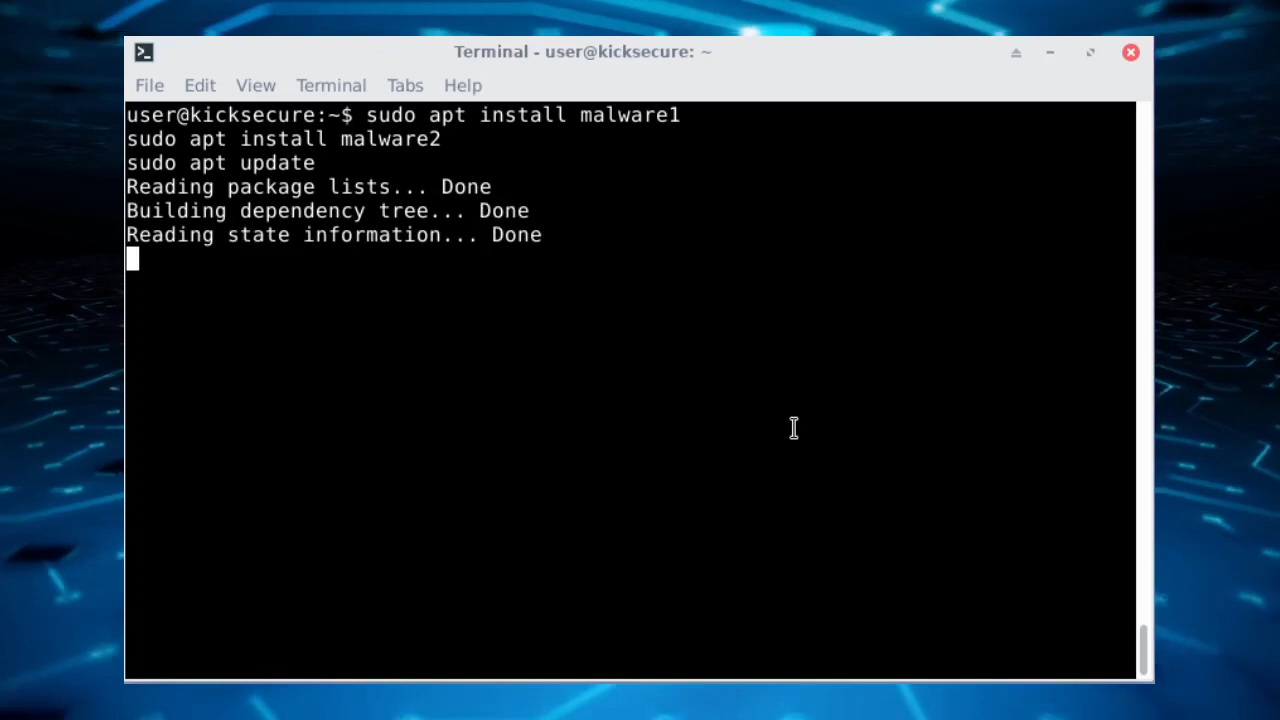 Terminal - user@kicksecure: ~
File Edit View Terminal Tabs Help
user@kicksecure:~$ sudo apt install malware1
sudo apt install malware2
sudo apt update
Reading package lists... Done
Building dependency tree... Done
Reading state information... Done